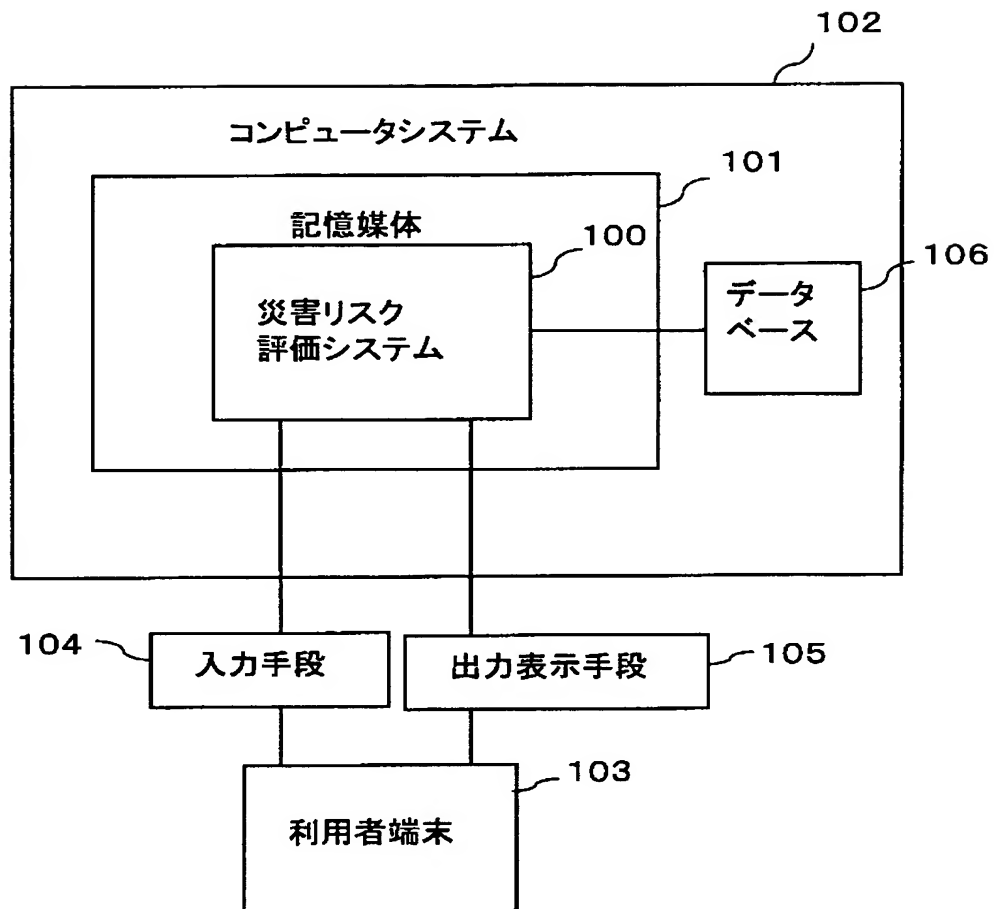 102
コンピュータシステム
101
記憶媒体
100
106
災害リスク
評価システム
データ
ベース
104
入力手段
出力表示手段
105
103
利用者端末